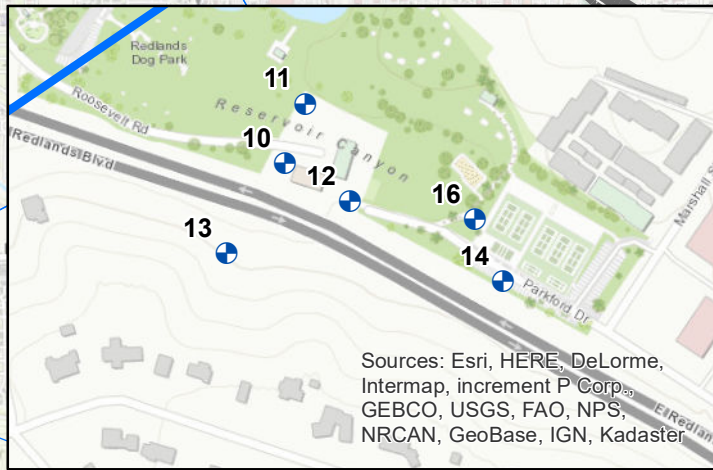 Redlands
Dog Park
11
Roosevelt Rd
Reservoir Canyon
10
E Redlands Blvd
12
16
Marshall S
13
14
Parkford Dr
Sources: Esri, HERE, DeLorme,
Intermap, increment P Corp.,
GEBCO, USGS, FAO, NPS,
NRCAN, GeoBase, IGN, Kadaster
E Redlan